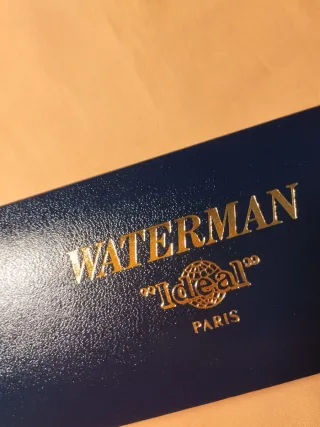 WATERMAN
"Ideal"
PARIS